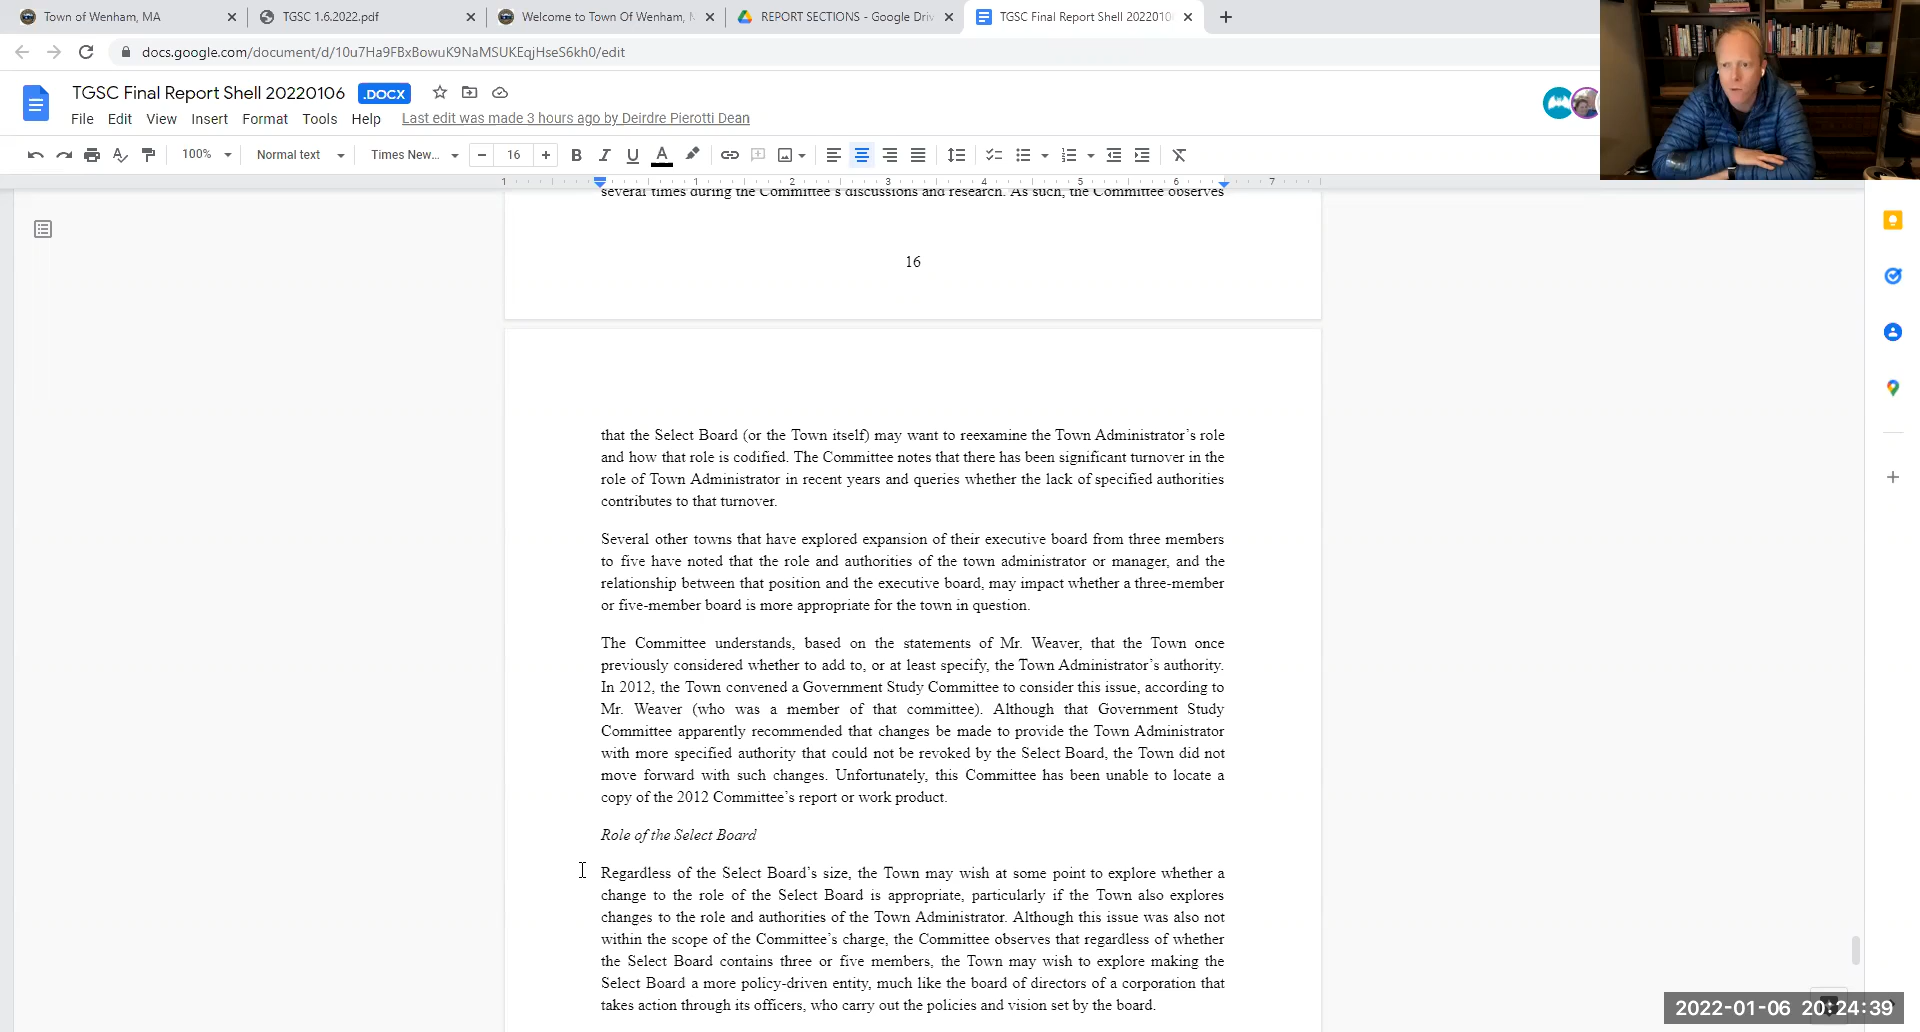 Town of Wenham, MA
TGSC 1.6.2022.pdf
Welcome to Town Of Wenham,
REPORT SECTIONS - Google Driv
TGSC Final Report Shell 2022010
docs.google.com/document/d/10u7Ha9FBxBowuK9NaMSUKEqjHseS6kh0/edit
TGSC Final Report Shell 20220106 .DOCX
File Edit View Insert Format Tools Help Last edit was made 3 hours ago by Deirdre Pierotti Dean
100% Normal text Times New... 16
1 1 2 3 4 5 6 7
several times during the Committee's discussions and research. As such, the Committee observes
16
that the Select Board (or the Town itself) may want to reexamine the Town Administrator's role
and how that role is codified. The Committee notes that there has been significant turnover in the
role of Town Administrator in recent years and queries whether the lack of specified authorities
contributes to that turnover.
Several other towns that have explored expansion of their executive board from three members
to five have noted that the role and authorities of the town administrator or manager, and the
relationship between that position and the executive board, may impact whether a three-member
or five-member board is more appropriate for the town in question.
The Committee understands, based on the statements of Mr. Weaver, that the Town once
previously considered whether to add to, or at least specify, the Town Administrator's authority.
In 2012, the Town convened a Government Study Committee to consider this issue, according to
Mr. Weaver (who was a member of that committee). Although that Government Study
Committee apparently recommended that changes be made to provide the Town Administrator
with more specified authority that could not be revoked by the Select Board, the Town did not
move forward with such changes. Unfortunately, this Committee has been unable to locate a
copy of the 2012 Committee's report or work product.
Role of the Select Board
Regardless of the Select Board's size, the Town may wish at some point to explore whether a
change to the role of the Select Board is appropriate, particularly if the Town also explores
changes to the role and authorities of the Town Administrator. Although this issue was also not
within the scope of the Committee's charge, the Committee observes that regardless of whether
the Select Board contains three or five members, the Town may wish to explore making the
Select Board a more policy-driven entity, much like the board of directors of a corporation that
takes action through its officers, who carry out the policies and vision set by the board.
2022-01-06 20:24:39